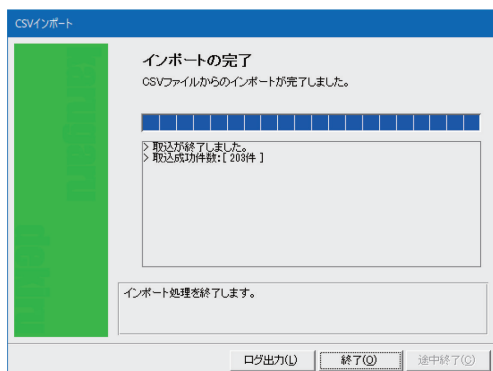 CSVインポート
インポートの完了
CSVファイルからのインポートが完了しました。
> 取込が終了しました。
> 取込成功件数:[ 203件 ]
karugaru
dekiru
インポート処理を終了します。
ログ出力(L)
終了(O)
途中終了(C)